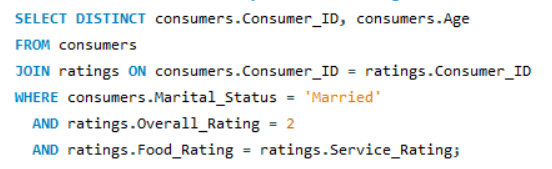 SELECT DISTINCT consumers.Consumer_ID, consumers.Age
FROM consumers
JOIN ratings ON consumers.Consumer_ID = ratings.Consumer_ID
WHERE consumers.Marital_Status = 'Married'
AND ratings.Overall_Rating = 2
AND ratings.Food_Rating = ratings.Service_Rating;